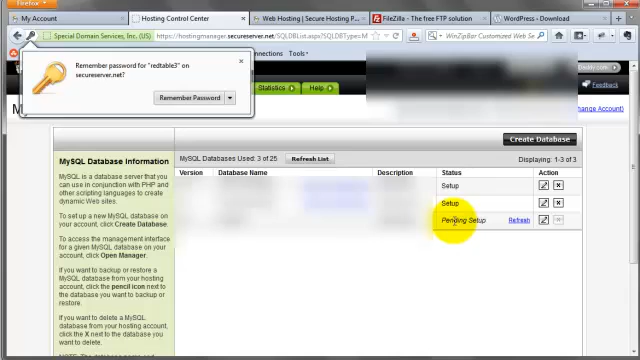 Firefox
My Account
Hosting Control Center
Web Hosting | Secure Hosting P...
FileZilla - The free FTP solution
WordPress › Download
Special Domain Services, Inc. (US)
https://hostingmanager.secureserver.net/SQLDB.aspx?SQLDBTypes=M
WinZipBar Customized Web Se
Remember password for "redtable3" on
secureserver.net?
Remember Password
Connections
Tools
Daddy.com
Statistics
Help
Feedback
Change Account)
Create Database
MySQL Database Information
MySQL is a database server that you
can use in conjunction with PHP and
other scripting languages to create
dynamic Web sites.
To set up a new MySQL database on
your account, click Create Database.
To access the management interface
for a given MySQL database on your
account, click Open Manager.
If you want to backup or restore a
MySQL database from your hosting
account, click the pencil icon next to
the database you want to backup or
restore.
If you want to delete a MySQL
database from your hosting account,
click the X next to the database you
want to delete.
MySQL Databases Used: 3 of 25
Refresh List
Displaying: 1-3 of 3
Version Database Name Description Status Action
Setup
Setup
Pending Setup Refresh